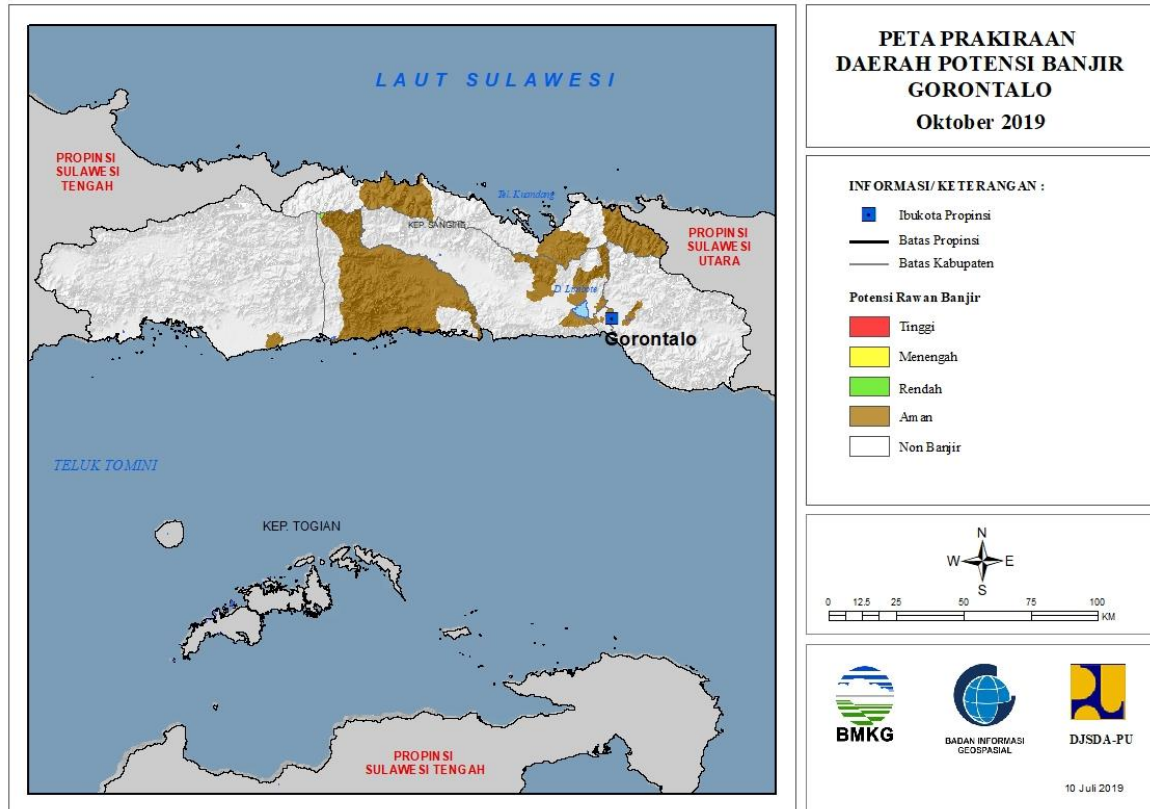 LAUT SULAWESI
PROPINSI
SULAWESI
TENGAH
Tel. Kuandang
KEP. SANGIHE
PROPINSI
SULAWESI
UTARA
D. Limboto
Gorontalo
TELUK TOMINI
KEP. TOGIAN
PROPINSI
SULAWESI TENGAH
PETA PRAKIRAAN
DAERAH POTENSI BANJIR
GORONTALO
Oktober 2019
INFORMASI/ KETERANGAN :
Ibukota Propinsi
Batas Propinsi
Batas Kabupaten
Potensi Rawan Banjir
Tinggi
Menengah
Rendah
Aman
Non Banjir
N
W E
S
0 12.5 25 50 75 100
KM
BMKG
BADAN INFORMASI
GEOSPASIAL
DJSDA-PU
10 Juli 2019